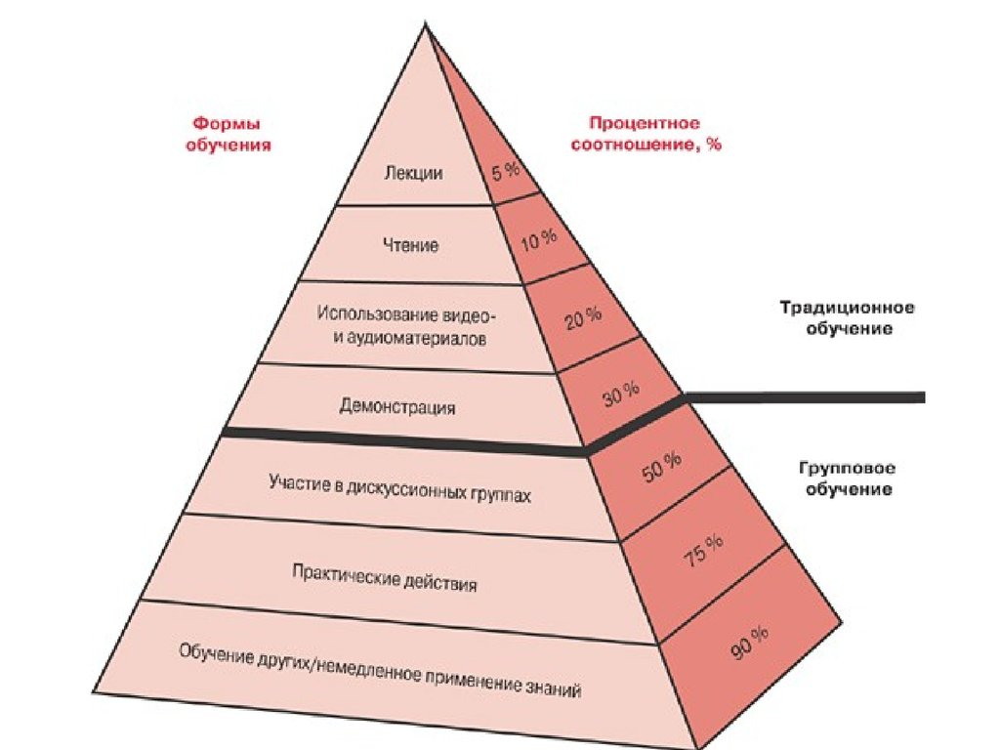 Формы
обучения
Процентное
соотношение, %
Лекции
5 %
Чтение
10 %
Использование видео-
и аудиоматериалов
20 %
Демонстрация
30 %
Традиционное
обучение
Участие в дискуссионных группах
50 %
Групповое
обучение
Практические действия
75 %
Обучение других/немедленное применение знаний
90 %